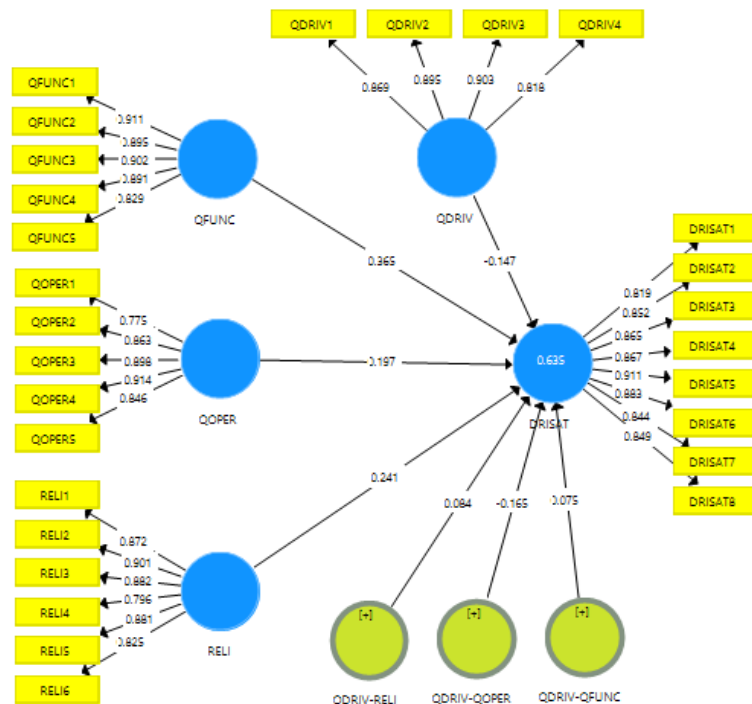 QDRIV1 QDRIV2 QDRIV3 QDRIV4
0.869 0.895 0.903 0.818
QDRIV
QFUNC1
QFUNC2
QFUNC3
QFUNC4
QFUNC5
0.911
0.895
0.902
0.891
0.829
QFUNC
0.365
-0.147
QOPER1
QOPER2
QOPER3
QOPER4
QOPER5
0.775
0.863
0.898
0.914
0.846
QOPER
0.197
0.635
DRISAT
DRISAT1
DRISAT2
DRISAT3
DRISAT4
DRISAT5
DRISAT6
DRISAT7
DRISAT8
0.819
0.852
0.865
0.867
0.911
0.883
0.844
0.849
RELI1
RELI2
RELI3
RELI4
RELI5
RELI6
0.872
0.901
0.882
0.796
0.881
0.825
RELI
0.241
0.084
-0.165
0.075
[+] [+] [+]
QDRIV-RELI QDRIV-QOPER QDRIV-QFUNC